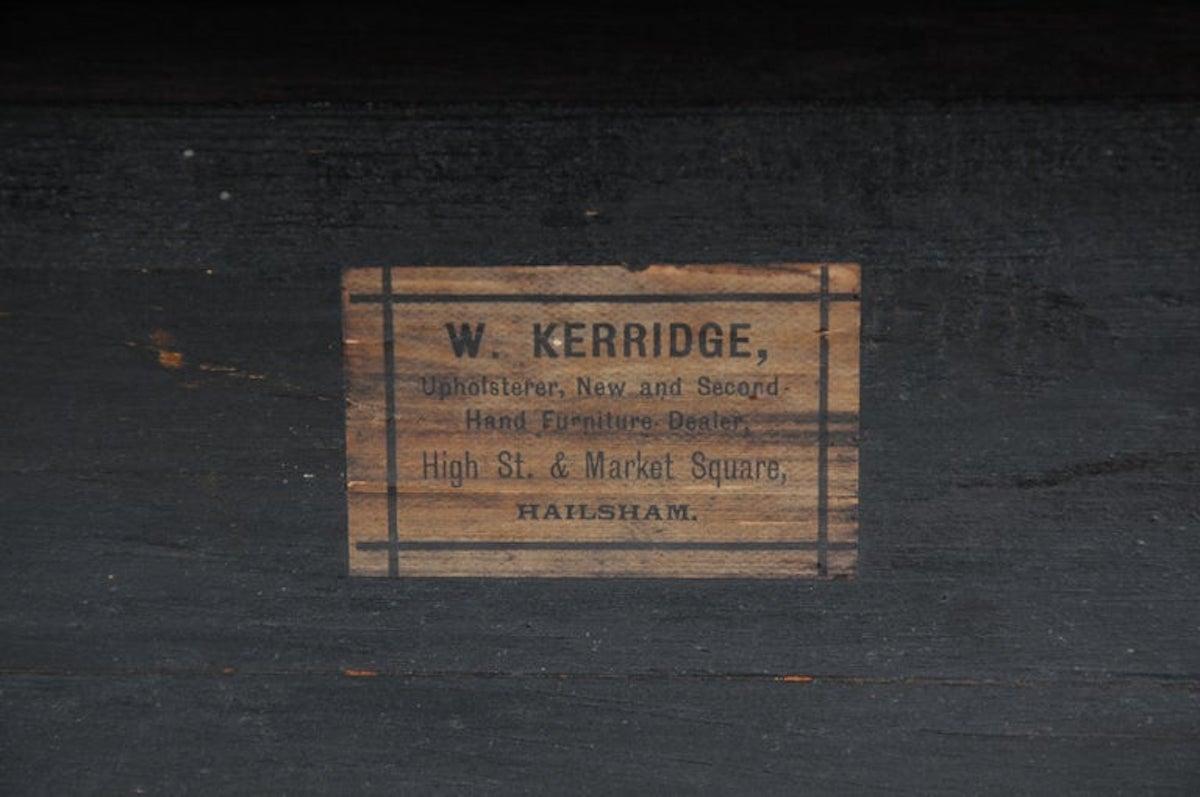 W. KERRIDGE,
Upholsterer, New and Second-
Hand Furniture Dealer,
High St. & Market Square,
HAILSHAM.